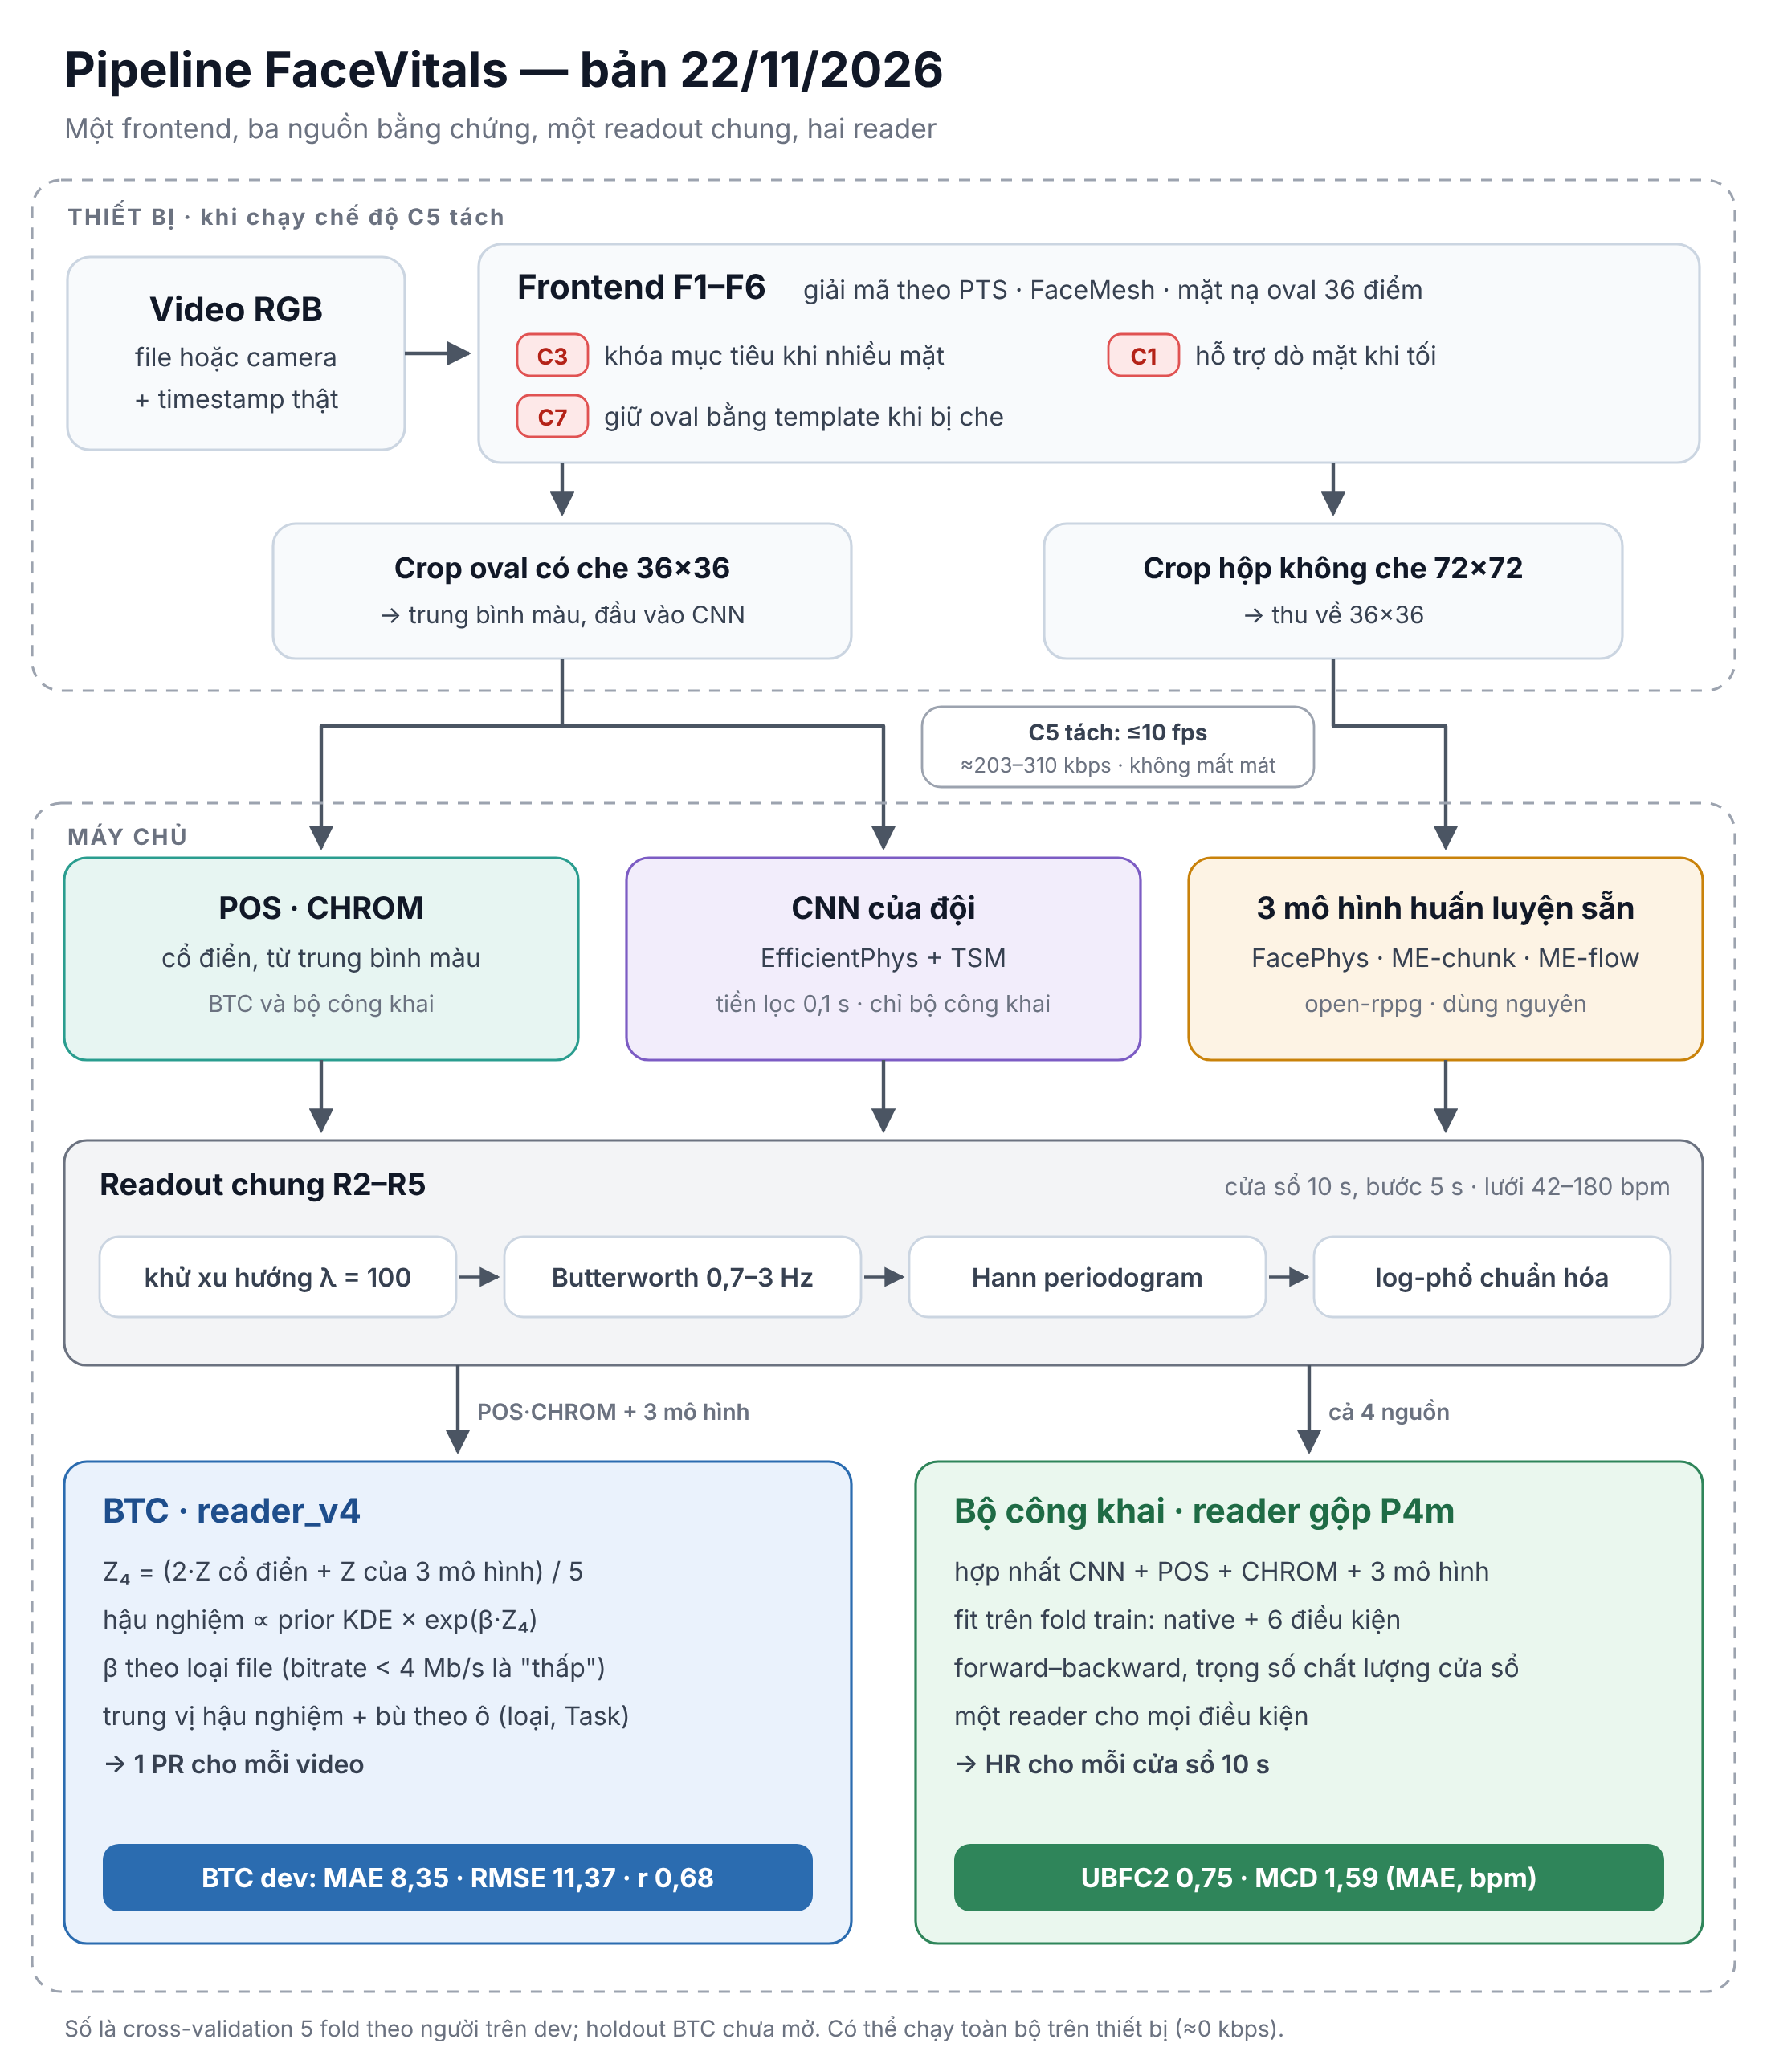 Pipeline FaceVitals — bản 22/11/2026
Một frontend, ba nguồn bằng chứng, một readout chung, hai reader
THIẾT BỊ · khi chạy chế độ C5 tách
Video RGB
file hoặc camera
+ timestamp thật
Frontend F1–F6 giải mã theo PTS · FaceMesh · mặt nạ oval 36 điểm
C3 khóa mục tiêu khi nhiều mặt
C1 hỗ trợ dò mặt khi tối
C7 giữ oval bằng template khi bị che
Crop oval có che 36×36
→ trung bình màu, đầu vào CNN
Crop hộp không che 72×72
→ thu về 36×36
C5 tách: ≤10 fps
≈203–310 kbps · không mất mát
MÁY CHỦ
POS · CHROM
cổ điển, từ trung bình màu
BTC và bộ công khai
CNN của đội
EfficientPhys + TSM
tiền lọc 0,1 s · chỉ bộ công khai
3 mô hình huấn luyện sẵn
FacePhys · ME-chunk · ME-flow
open-rppg · dùng nguyên
Readout chung R2–R5
cửa sổ 10 s, bước 5 s · lưới 42–180 bpm
khử xu hướng λ = 100
Butterworth 0,7–3 Hz
Hann periodogram
log-phổ chuẩn hóa
POS·CHROM + 3 mô hình
cả 4 nguồn
BTC · reader_v4
Z₄ = (2·Z cổ điển + Z của 3 mô hình) / 5
hậu nghiệm ∝ prior KDE × exp(β·Z₄)
β theo loại file (bitrate < 4 Mb/s là "thấp")
trung vị hậu nghiệm + bù theo ô (loại, Task)
→ 1 PR cho mỗi video
BTC dev: MAE 8,35 · RMSE 11,37 · r 0,68
Bộ công khai · reader gộp P4m
hợp nhất CNN + POS + CHROM + 3 mô hình
fit trên fold train: native + 6 điều kiện
forward–backward, trọng số chất lượng cửa sổ
một reader cho mọi điều kiện
→ HR cho mỗi cửa sổ 10 s
UBFC2 0,75 · MCD 1,59 (MAE, bpm)
Số là cross-validation 5 fold theo người trên dev; holdout BTC chưa mở. Có thể chạy toàn bộ trên thiết bị (≈0 kbps).